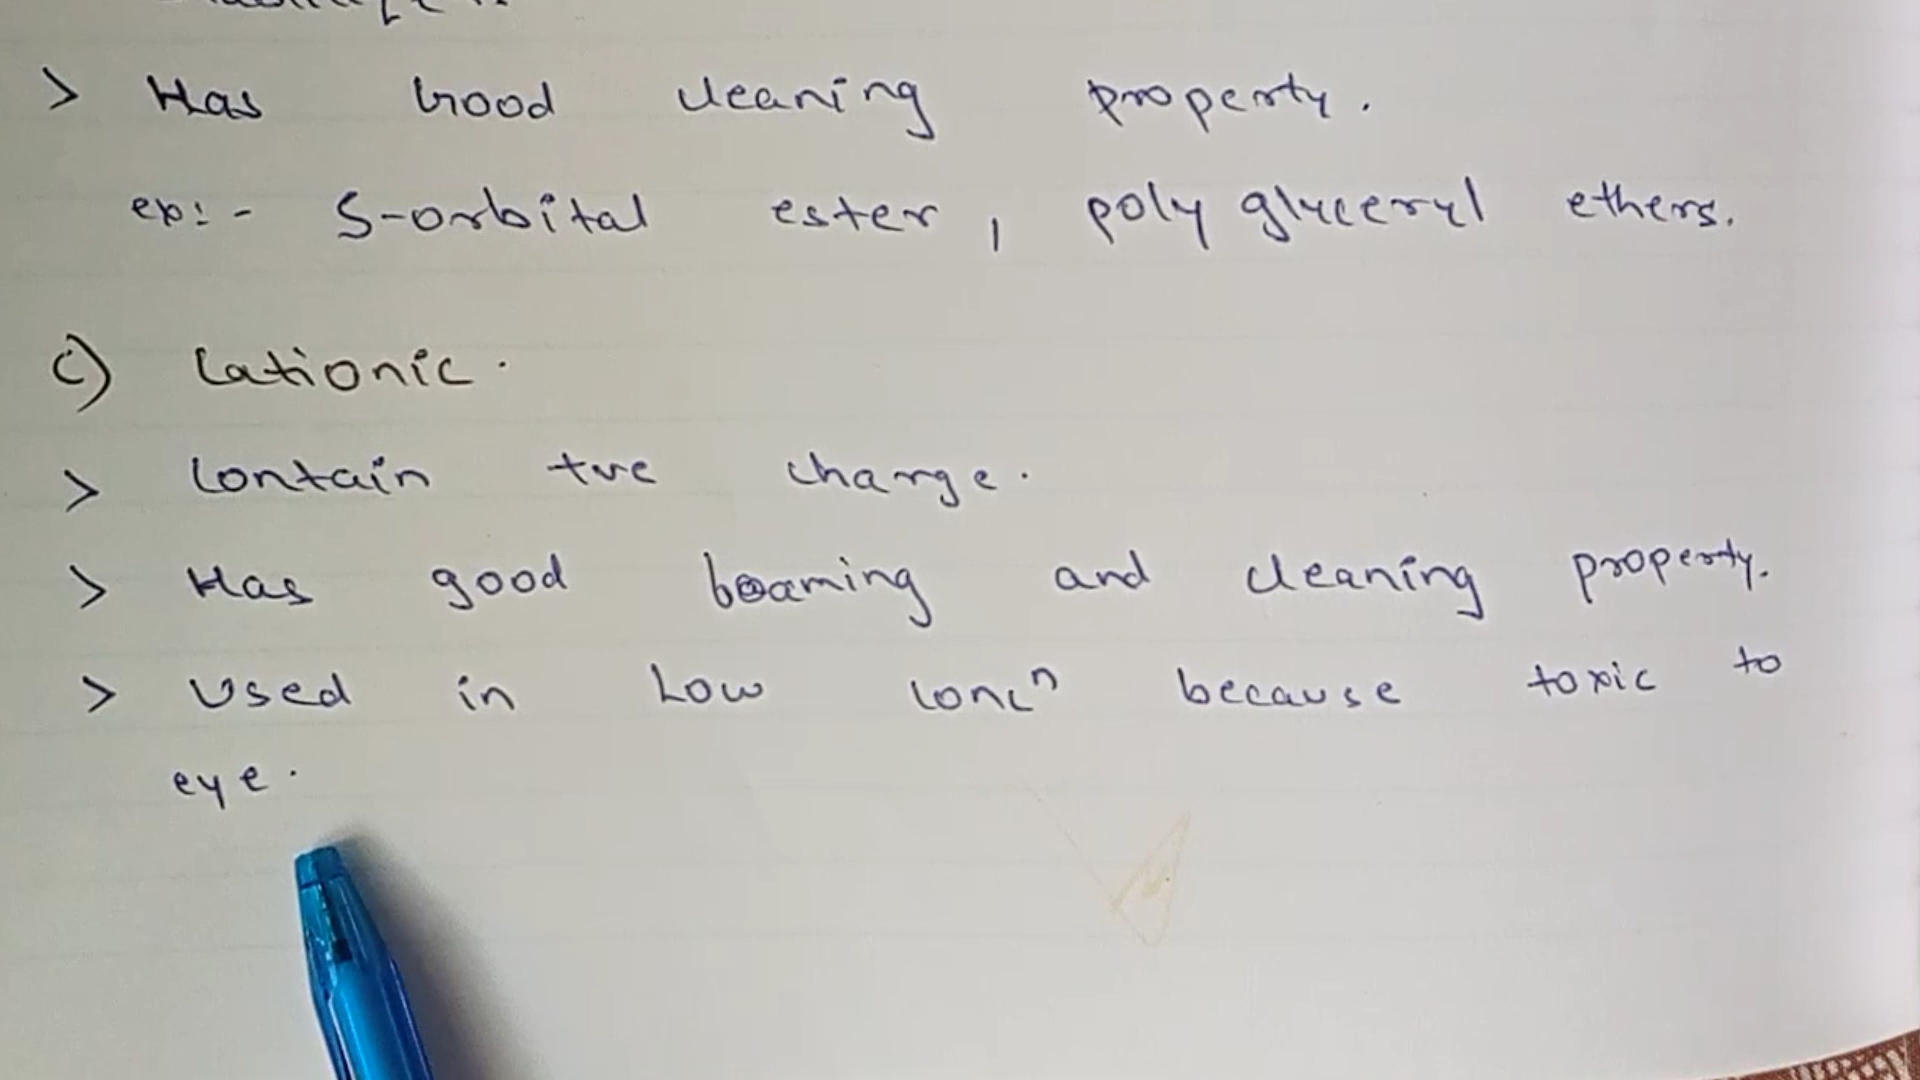 > Has Good cleaning property.
ex:- S-orbital ester, poly glyceryl ethers.
c) Cationic.
> Contain +ve charge.
> Has good boaming and cleaning property.
> Used in Low concⁿ because toxic to
eye.